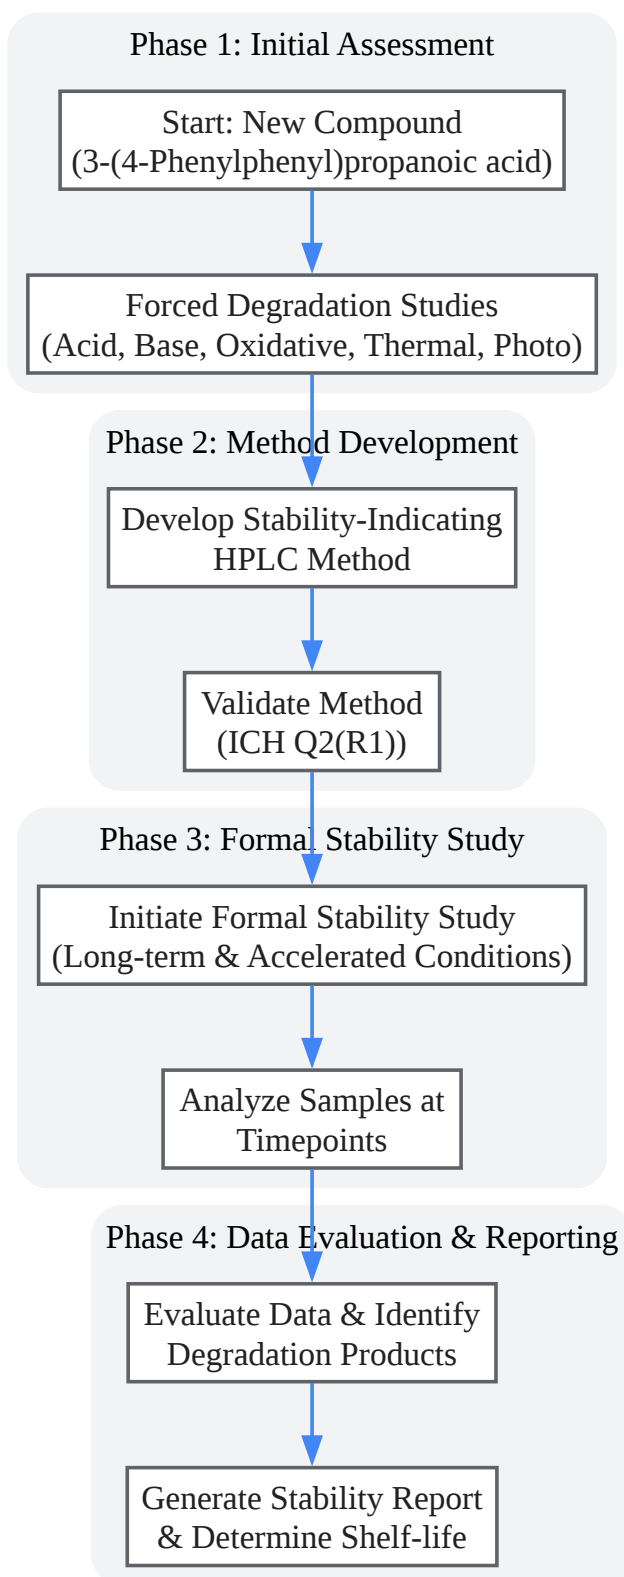 Phase 1: Initial Assessment
Start: New Compound
(3-(4-Phenylphenyl)propanoic acid)
Forced Degradation Studies
(Acid, Base, Oxidative, Thermal, Photo)
Phase 2: Method Development
Develop Stability-Indicating
HPLC Method
Validate Method
(ICH Q2(R1))
Phase 3: Formal Stability Study
Initiate Formal Stability Study
(Long-term & Accelerated Conditions)
Analyze Samples at
Timepoints
Phase 4: Data Evaluation & Reporting
Evaluate Data & Identify
Degradation Products
Generate Stability Report
& Determine Shelf-life